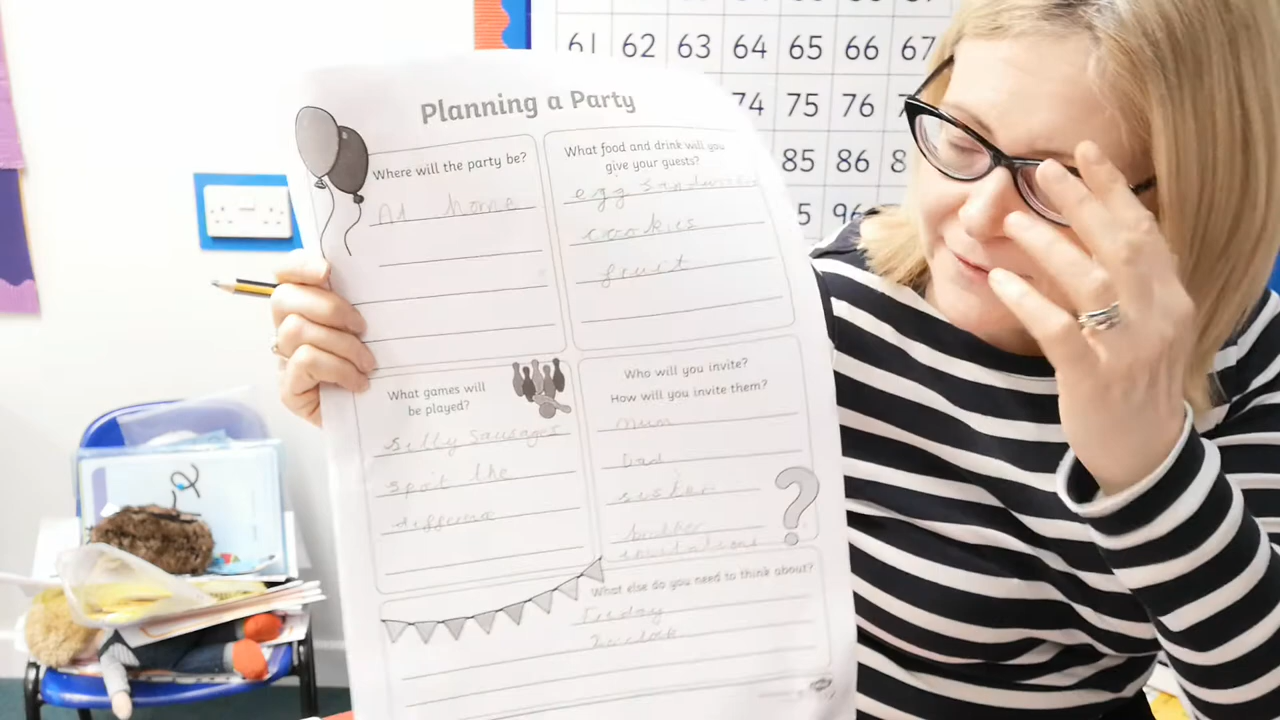 61 62 63 64 65 66 67
74 75 76
85 86 8
5 96
Planning a Party
Where will the party be?
At home
What food and drink will you
give your guests?
egg sandwiches
cookies
fruit
What games will
be played?
silly sausages
spot the
Who will you invite?
How will you invite them?
mum
Dad
sister
brother
What else do you need to think about?